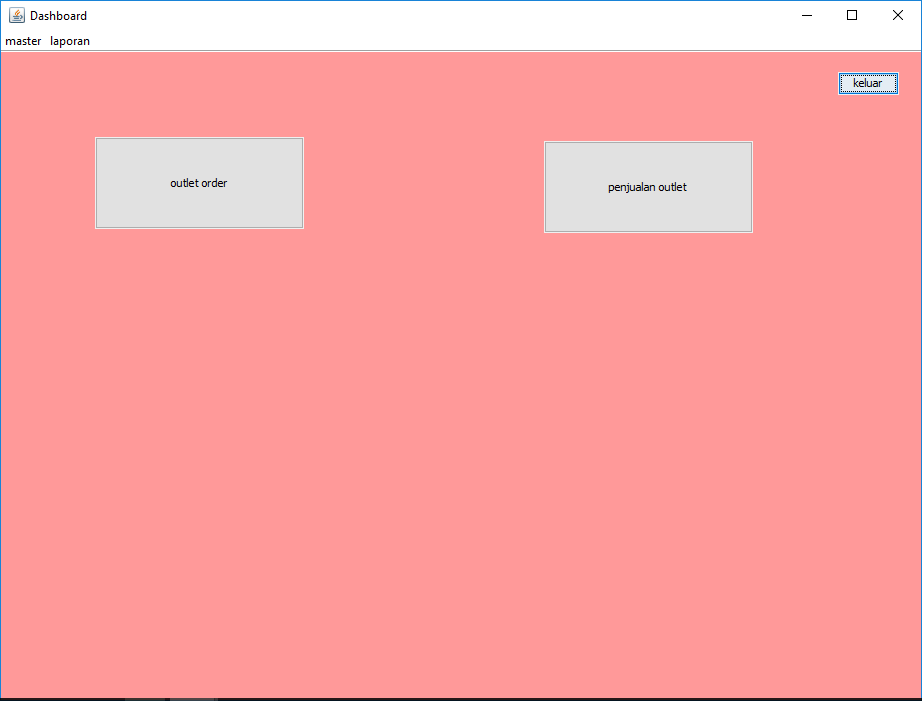 Dashboard
master laporan
keluar
outlet order
penjualan outlet